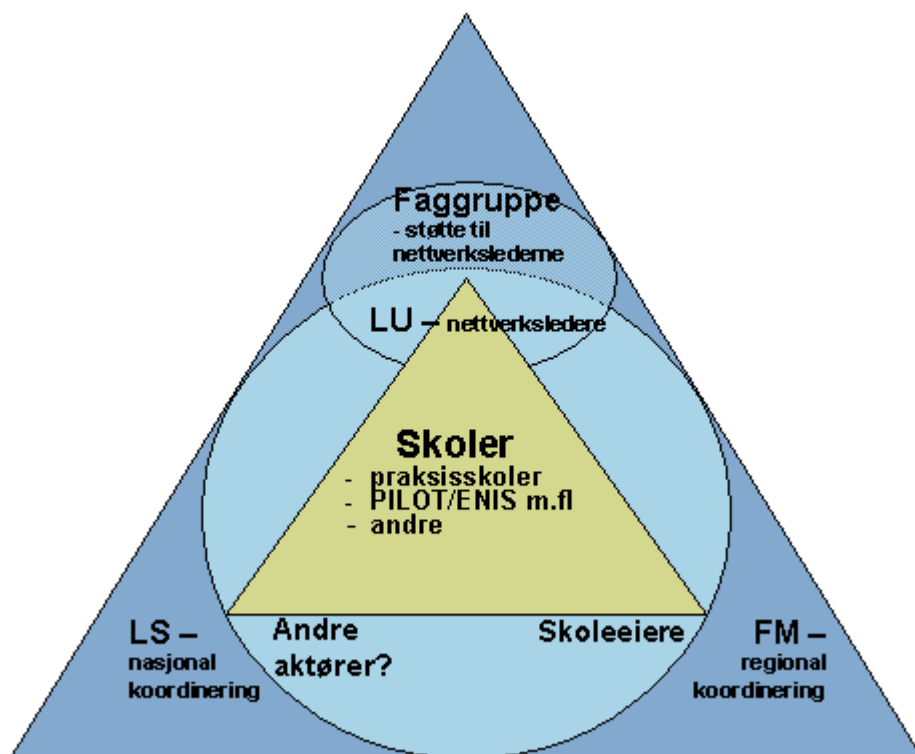 Faggruppe
- støtte til
nettverkslederne
LU – nettverksledere
Skoler
- praksisskoler
- PILOT/ENIS m.fl
- andre
LS –
nasjonal
koordinering
Andre
aktører?
Skoleeiere
FM –
regional
koordinering